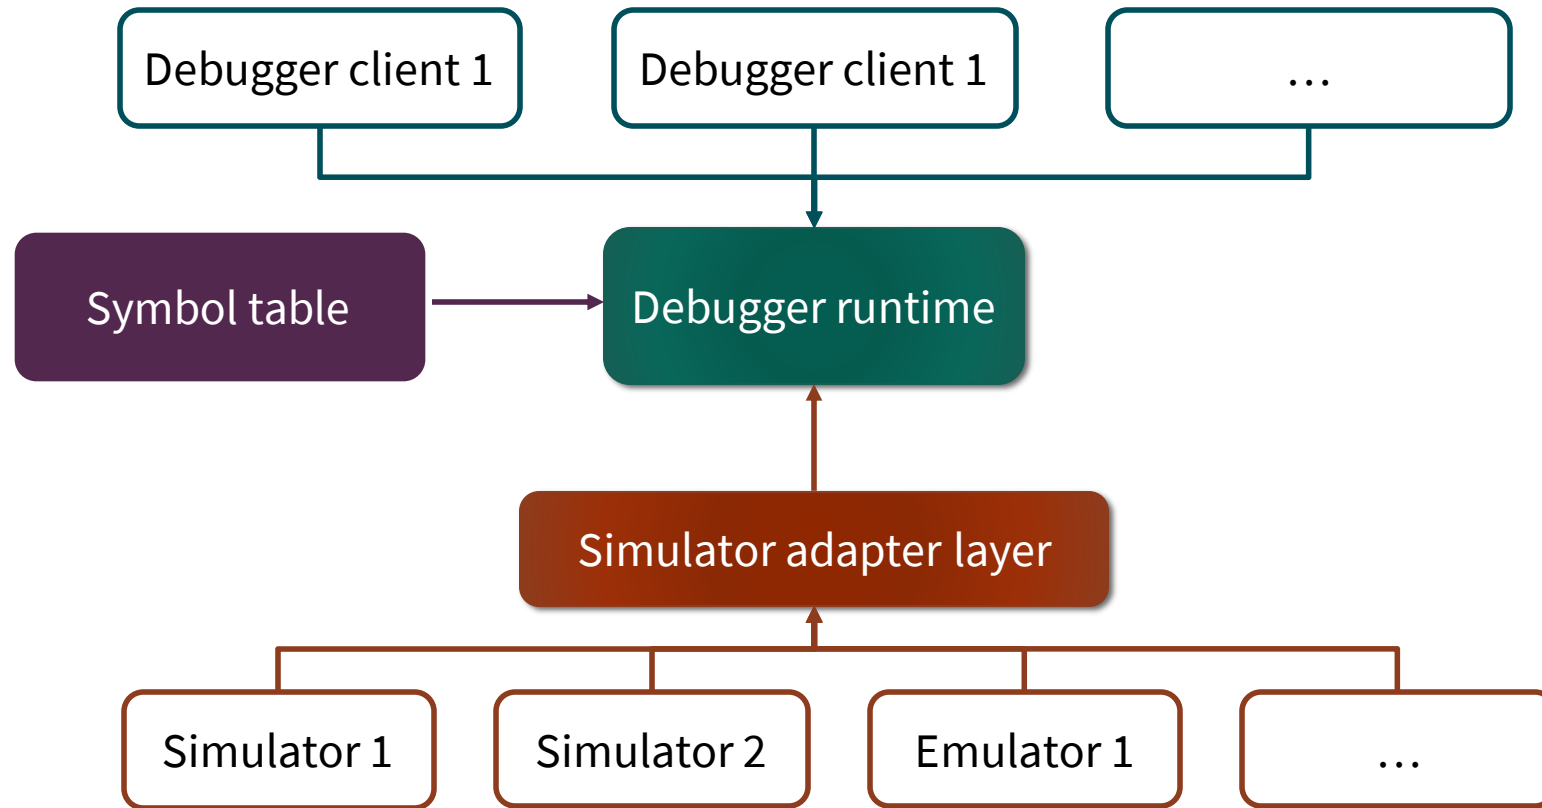 Debugger client 1
Debugger client 1
…
Symbol table
Debugger runtime
Simulator adapter layer
Simulator 1
Simulator 2
Emulator 1
…